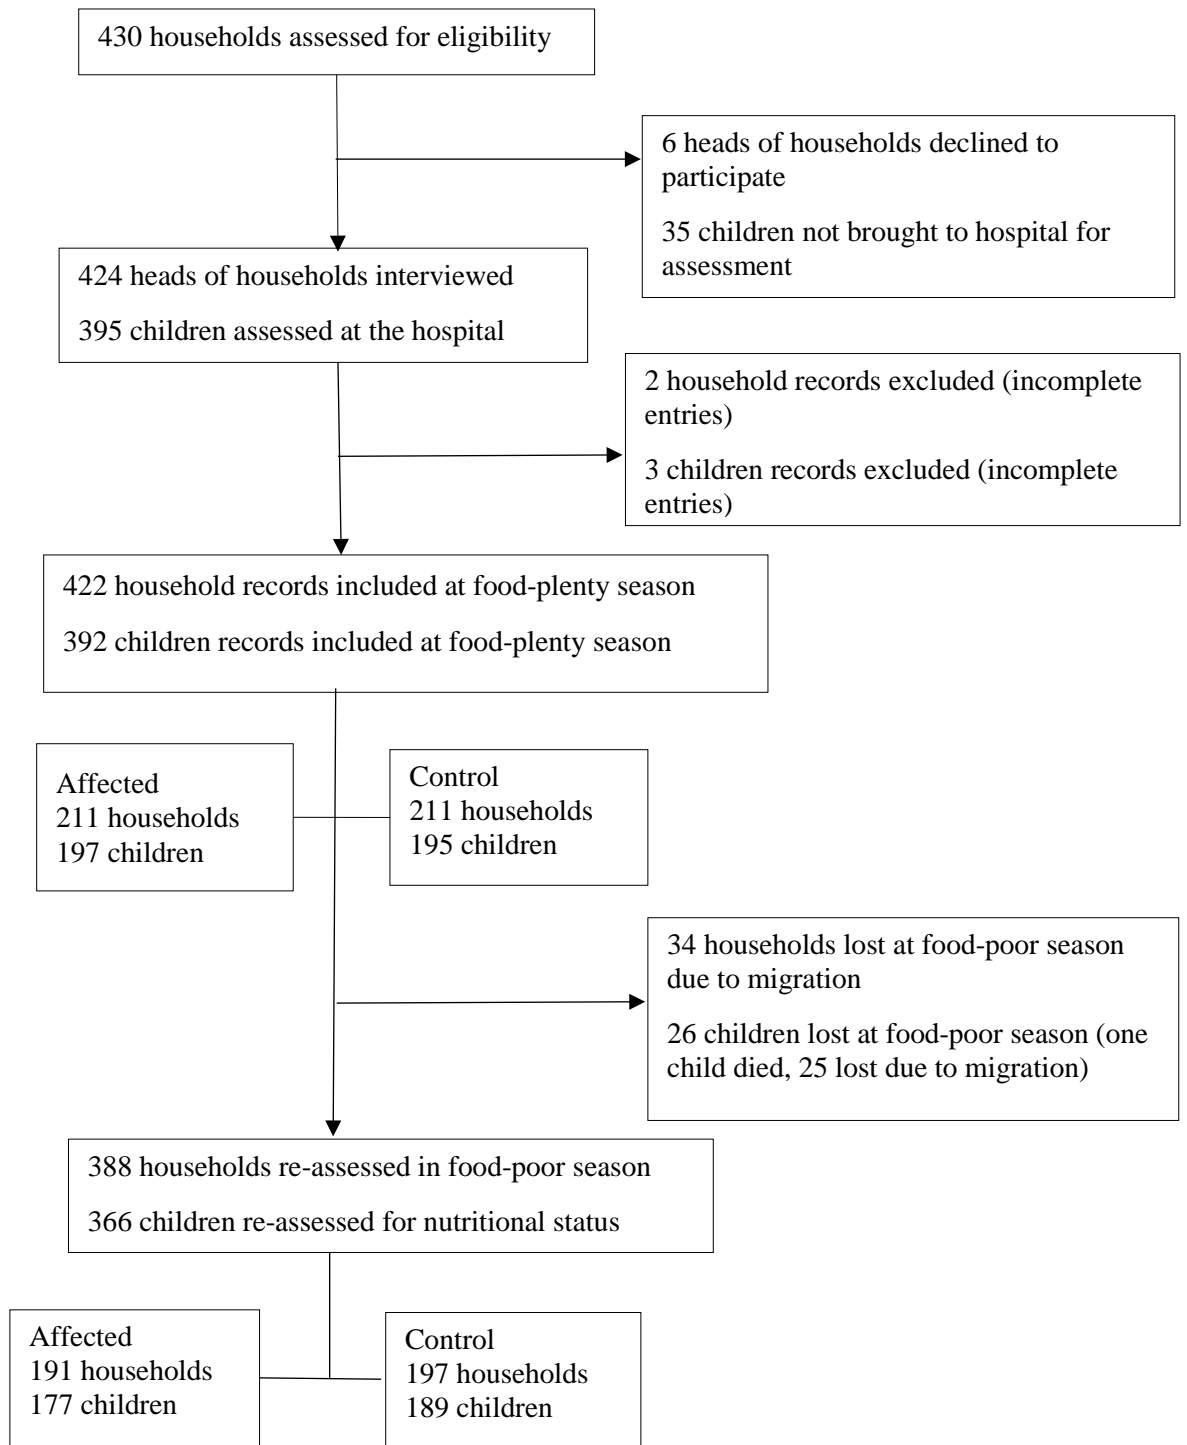 430 households assessed for eligibility
6 heads of households declined to
participate
35 children not brought to hospital for
assessment
424 heads of households interviewed
395 children assessed at the hospital
2 household records excluded (incomplete
entries)
3 children records excluded (incomplete
entries)
422 household records included at food-plenty season
392 children records included at food-plenty season
Affected
211 households
197 children
Control
211 households
195 children
34 households lost at food-poor season
due to migration
26 children lost at food-poor season (one
child died, 25 lost due to migration)
388 households re-assessed in food-poor season
366 children re-assessed for nutritional status
Affected
191 households
177 children
Control
197 households
189 children